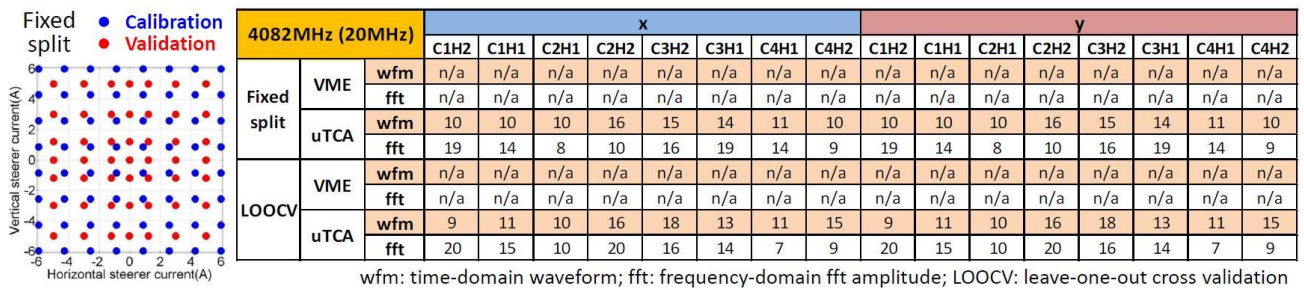 Fixed split
● Calibration
● Validation
6
4
2
0
-2
-4
-6
-6 -4 -2 0 2 4 6
Vertical steerer current(A)
Horizontal steerer current(A)
4082MHz (20MHz) x y
C1H2 C1H1 C2H1 C2H2 C3H2 C3H1 C4H1 C4H2 C1H2 C1H1 C2H1 C2H2 C3H2 C3H1 C4H1 C4H2
Fixed split VME wfm n/a n/a n/a n/a n/a n/a n/a n/a n/a n/a n/a n/a n/a n/a n/a n/a
fft n/a n/a n/a n/a n/a n/a n/a n/a n/a n/a n/a n/a n/a n/a n/a n/a
uTCA wfm 10 10 10 16 15 14 11 10 10 10 10 16 15 14 11 10
fft 19 14 8 10 16 19 14 9 19 14 8 10 16 19 14 9
LOOCV VME wfm n/a n/a n/a n/a n/a n/a n/a n/a n/a n/a n/a n/a n/a n/a n/a n/a
fft n/a n/a n/a n/a n/a n/a n/a n/a n/a n/a n/a n/a n/a n/a n/a n/a
uTCA wfm 9 11 10 16 18 13 11 15 9 11 10 16 18 13 11 15
fft 20 15 10 20 16 14 7 9 20 15 10 20 16 14 7 9
wfm: time-domain waveform; fft: frequency-domain fft amplitude; LOOCV: leave-one-out cross validation